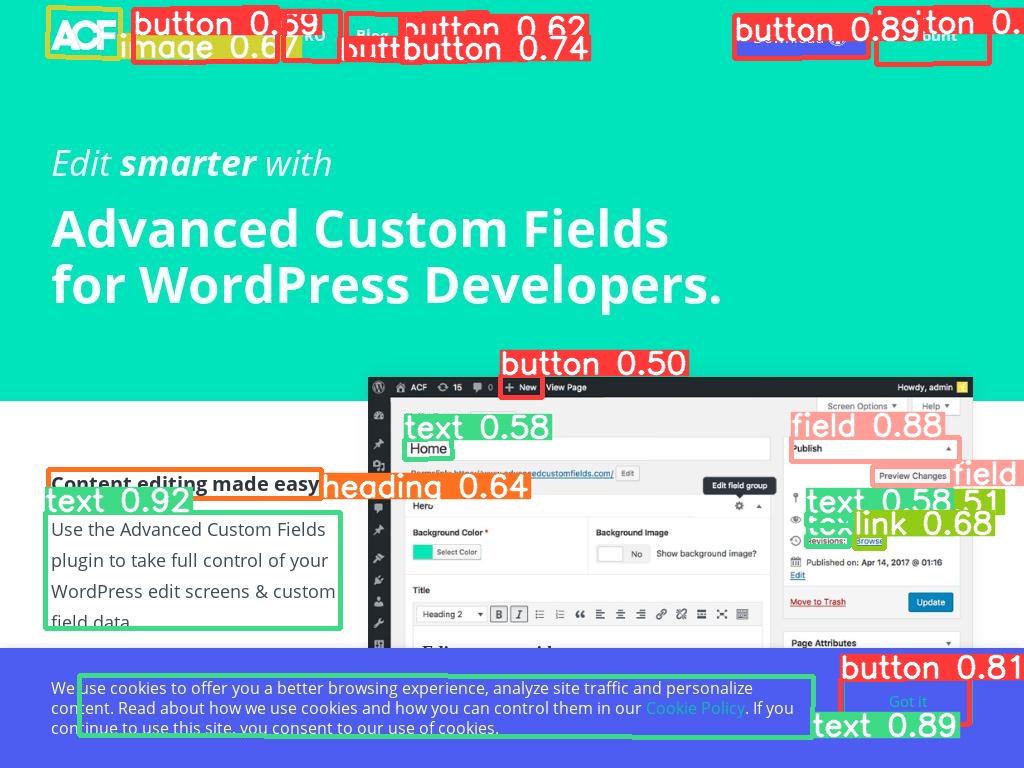 ACF
button 0.59
image 0.67
RO
Blog
button 0.62
button 0.74
button 0.89
Edit smarter with
Advanced Custom Fields
for WordPress Developers.
button 0.50
ACF 15 0 New View Page
Howdy, admin
Screen Options Help
text 0.58
Home
Edit
Edit field group
Hero
Background Color *
Select Color
Background Image
No Show background image?
Title
Heading 2 B I
field 0.88
Publish
Preview Changes
field
text 0.58
link 0.68
Revisions: Browse
Published on: Apr 14, 2017 @ 01:16
Edit
Move to Trash
Update
Page Attributes
Content editing made easy
heading 0.64
text 0.92
Use the Advanced Custom Fields
plugin to take full control of your
WordPress edit screens & custom
field data.
We use cookies to offer you a better browsing experience, analyze site traffic and personalize
content. Read about how we use cookies and how you can control them in our Cookie Policy. If you
continue to use this site, you consent to our use of cookies.
button 0.81
Got it
text 0.89